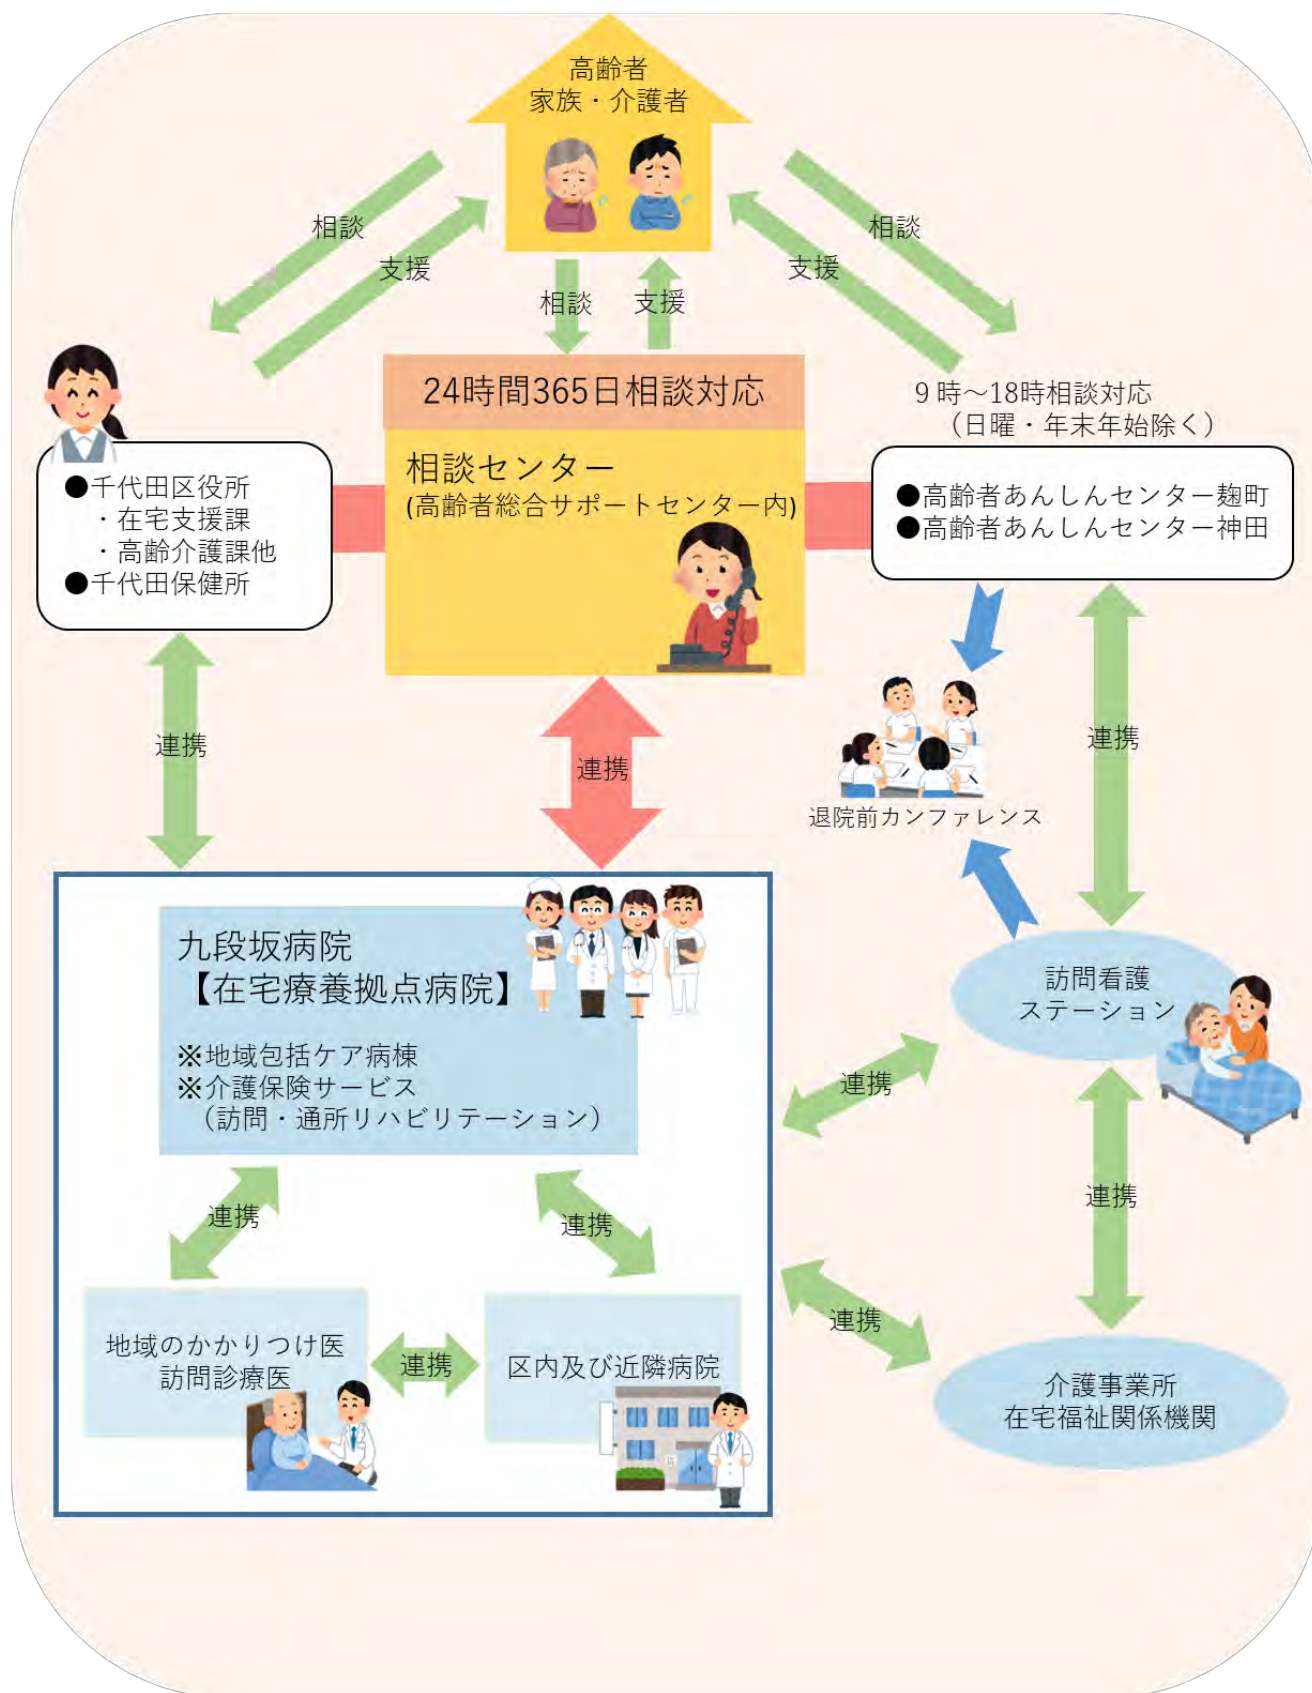 高齢者
家族・介護者
相談
支援
相談
支援
相談
支援
24時間365日相談対応
相談センター
(高齢者総合サポートセンター内)
9時～18時相談対応
（日曜・年末年始除く）
●千代田区役所
・在宅支援課
・高齢介護課他
●千代田保健所
●高齢者あんしんセンター麹町
●高齢者あんしんセンター神田
連携
連携
連携
退院前カンファレンス
九段坂病院
【在宅療養拠点病院】
※地域包括ケア病棟
※介護保険サービス
（訪問・通所リハビリテーション）
訪問看護
ステーション
連携
連携
連携
連携
連携
地域のかかりつけ医
訪問診療医
連携
区内及び近隣病院
介護事業所
在宅福祉関係機関